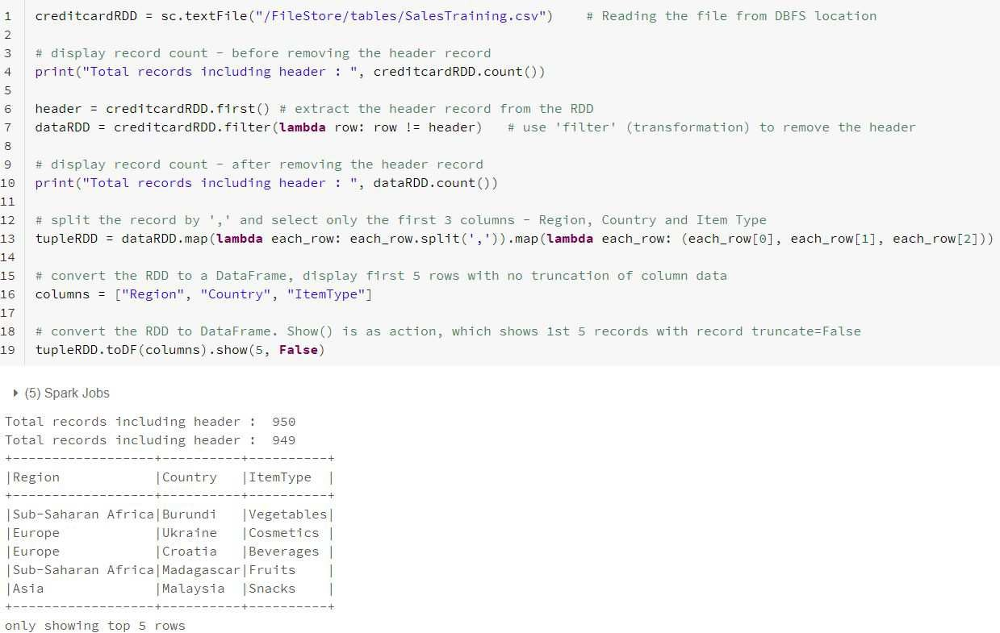 1 creditcardRDD = sc.textFile("/FileStore/tables/SalesTraining.csv")    # Reading the file from DBFS location
2
3 # display record count - before removing the header record
4 print("Total records including header : ", creditcardRDD.count())
5
6 header = creditcardRDD.first() # extract the header record from the RDD
7 dataRDD = creditcardRDD.filter(lambda row: row != header)   # use 'filter' (transformation) to remove the header
8
9 # display record count - after removing the header record
10 print("Total records including header : ", dataRDD.count())
11
12 # split the record by ',' and select only the first 3 columns - Region, Country and Item Type
13 tupleRDD = dataRDD.map(lambda each_row: each_row.split(',')).map(lambda each_row: (each_row[0], each_row[1], each_row[2]))
14
15 # convert the RDD to a DataFrame, display first 5 rows with no truncation of column data
16 columns = ["Region", "Country", "ItemType"]
17
18 # convert the RDD to DataFrame. Show() is as action, which shows 1st 5 records with record truncate=False
19 tupleRDD.toDF(columns).show(5, False)
(5) Spark Jobs
Total records including header :  950
Total records including header :  949
+------------------+----------+----------+
|Region            |Country   |ItemType  |
+------------------+----------+----------+
|Sub-Saharan Africa|Burundi   |Vegetables|
|Europe            |Ukraine   |Cosmetics |
|Europe            |Croatia   |Beverages |
|Sub-Saharan Africa|Madagascar|Fruits    |
|Asia              |Malaysia  |Snacks    |
+------------------+----------+----------+
only showing top 5 rows